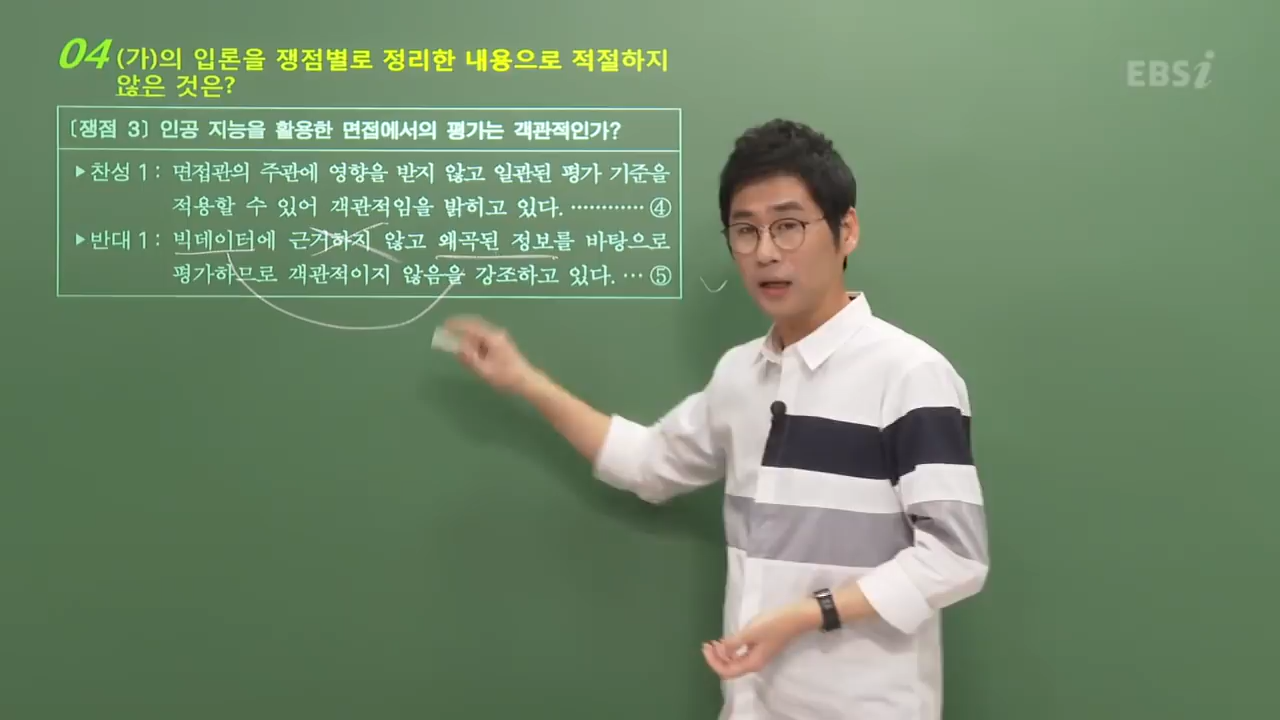 04 (가)의 입론을 쟁점별로 정리한 내용으로 적절하지
않은 것은?
EBSi
[쟁점 3] 인공 지능을 활용한 면접에서의 평가는 객관적인가?
▶찬성 1 : 면접관의 주관에 영향을 받지 않고 일관된 평가 기준을
적용할 수 있어 객관적임을 밝히고 있다. ………… ④
▶반대 1 : 빅데이터에 근거하지 않고 왜곡된 정보를 바탕으로
평가하므로 객관적이지 않음을 강조하고 있다. … ⑤